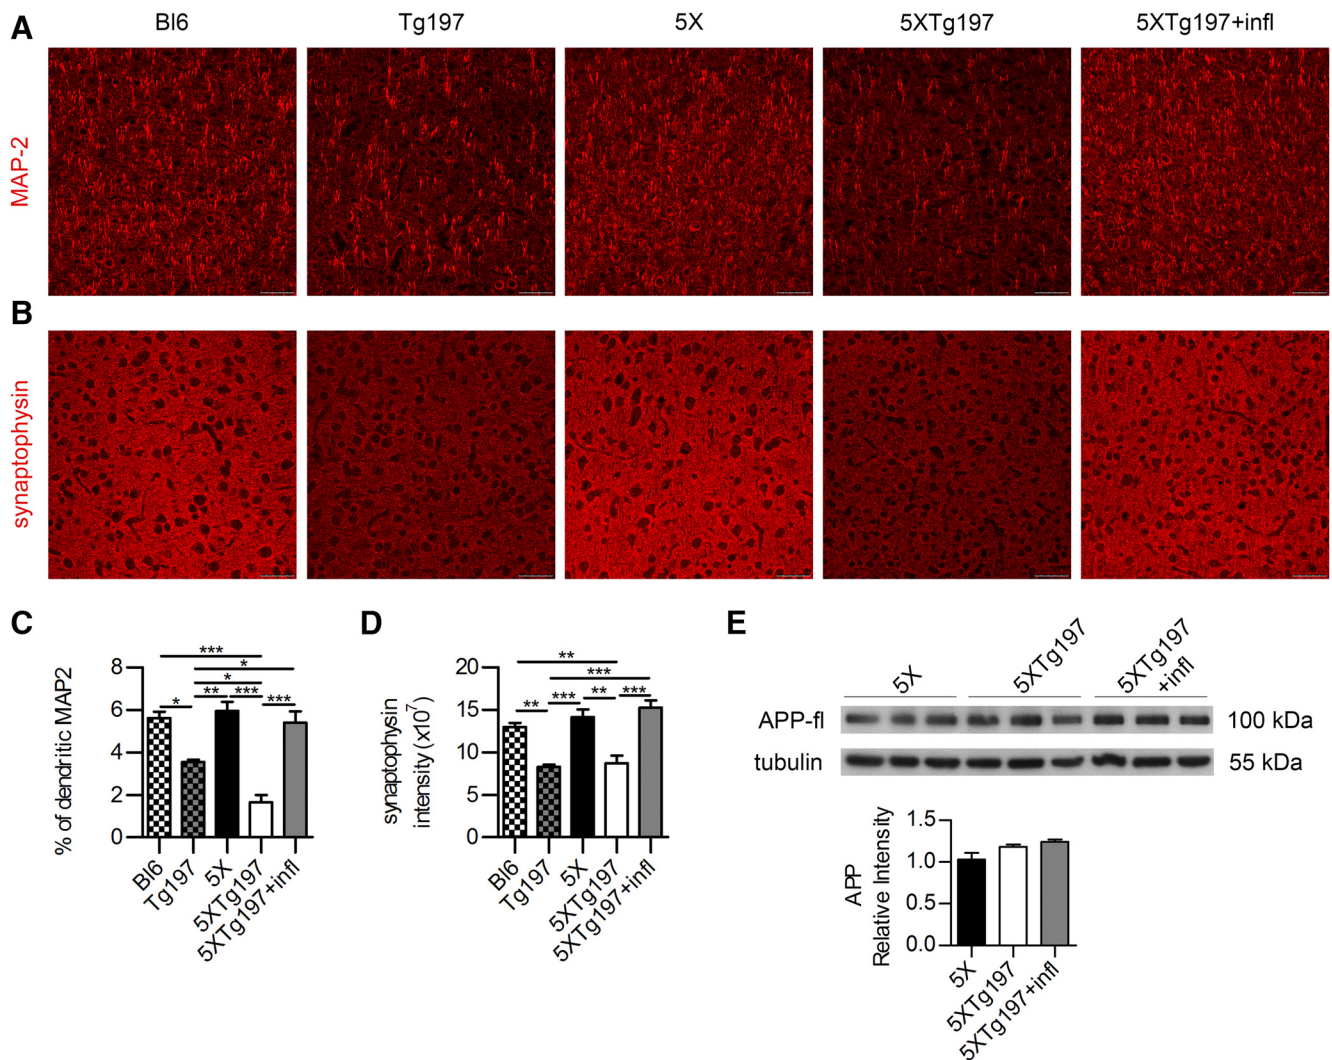 A
Bl6
Tg197
5X
5XTg197
5XTg197+infl
MAP-2
B
synaptophysin
C
% of dendritic MAP2
8
6
4
2
0
***
*
*
*
**
***
***
Bl6
Tg197
5X
5XTg197
5XTg197+infl
D
synaptophysin
intensity (x10⁷)
20
15
10
5
0
**
***
**
***
**
***
Bl6
Tg197
5X
5XTg197
5XTg197+infl
E
5X
5XTg197
5XTg197
+infl
APP-fl
100 kDa
tubulin
55 kDa
APP
Relative Intensity
1.5
1.0
0.5
0.0
5X
5XTg197
5XTg197+infl